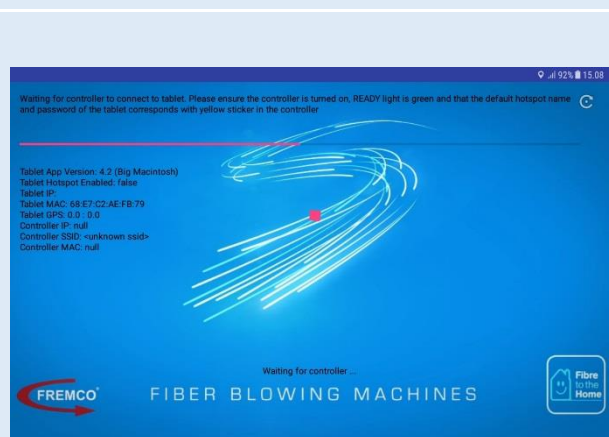 92% 15.08
Waiting for controller to connect to tablet. Please ensure the controller is turned on, READY light is green and that the default hotspot name
and password of the tablet corresponds with yellow sticker in the controller
Tablet App Version: 4.2 (Big Macintosh)
Tablet Hotspot Enabled: false
Tablet IP:
Tablet MAC: 68:E7:C2:AE:FB:79
Tablet GPS: 0.0 : 0.0
Controller IP: null
Controller SSID: <unknown ssid>
Controller MAC: null
Waiting for controller ...
FREMCO®
FIBER BLOWING MACHINES
Fibre
to the
Home